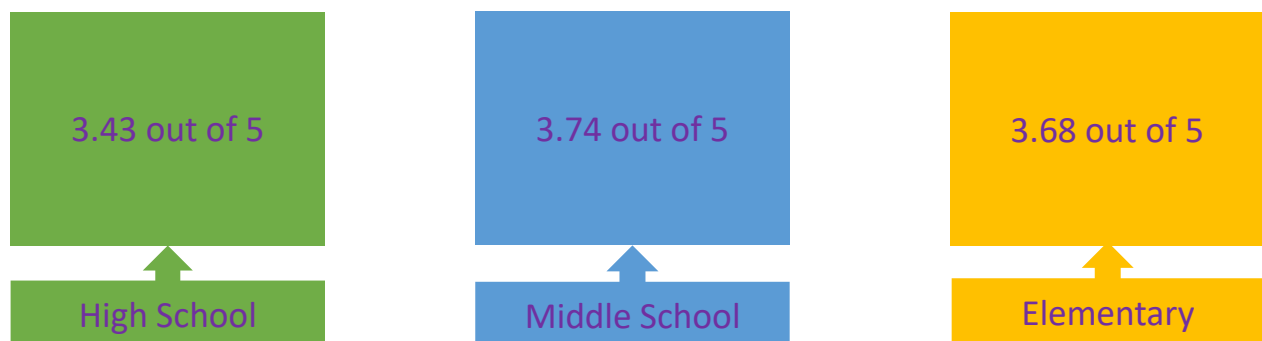 3.43 out of 5
3.74 out of 5
3.68 out of 5
High School
Middle School
Elementary